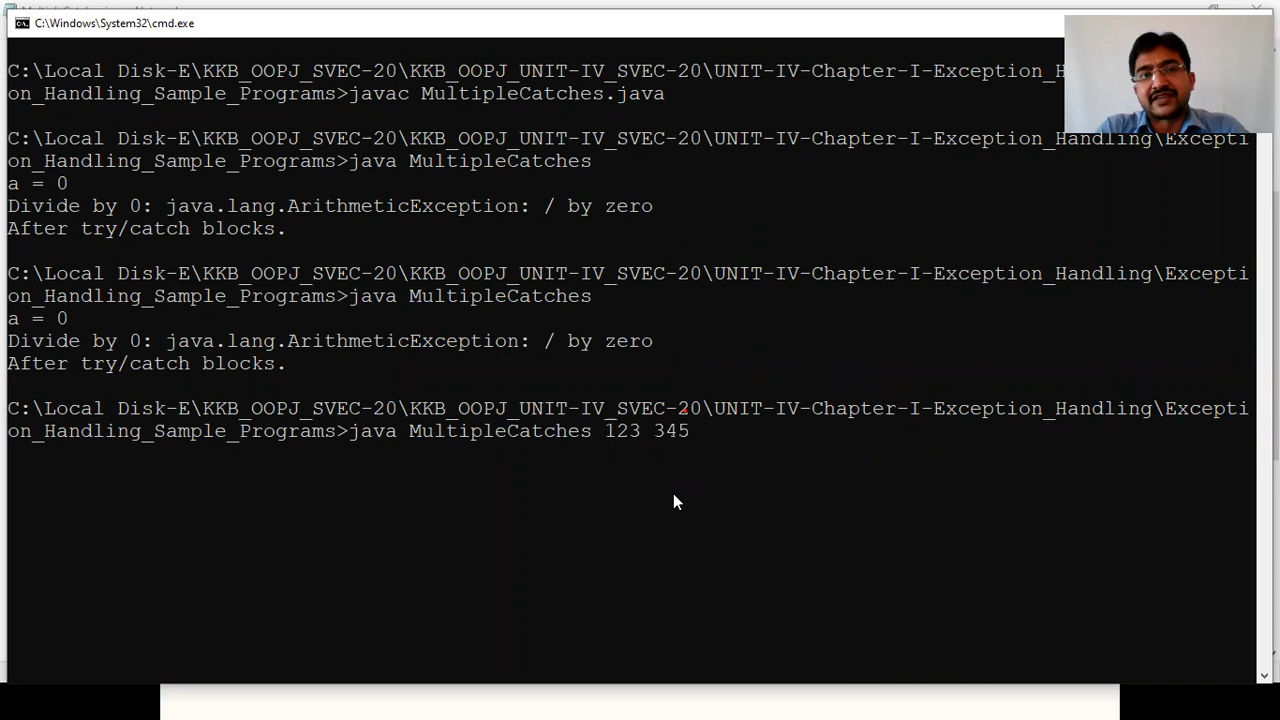 C:\Windows\System32\cmd.exe
C:\Local Disk-E\KKB_OOPJ_SVEC-20\KKB_OOPJ_UNIT-IV_SVEC-20\UNIT-IV-Chapter-I-Exception_H
on_Handling_Sample_Programs>javac MultipleCatches.java
C:\Local Disk-E\KKB_OOPJ_SVEC-20\KKB_OOPJ_UNIT-IV_SVEC-20\UNIT-IV-Chapter-I-Exception_Handling\Excepti
on_Handling_Sample_Programs>java MultipleCatches
a = 0
Divide by 0: java.lang.ArithmeticException: / by zero
After try/catch blocks.
C:\Local Disk-E\KKB_OOPJ_SVEC-20\KKB_OOPJ_UNIT-IV_SVEC-20\UNIT-IV-Chapter-I-Exception_Handling\Excepti
on_Handling_Sample_Programs>java MultipleCatches
a = 0
Divide by 0: java.lang.ArithmeticException: / by zero
After try/catch blocks.
C:\Local Disk-E\KKB_OOPJ_SVEC-20\KKB_OOPJ_UNIT-IV_SVEC-20\UNIT-IV-Chapter-I-Exception_Handling\Excepti
on_Handling_Sample_Programs>java MultipleCatches 123 345